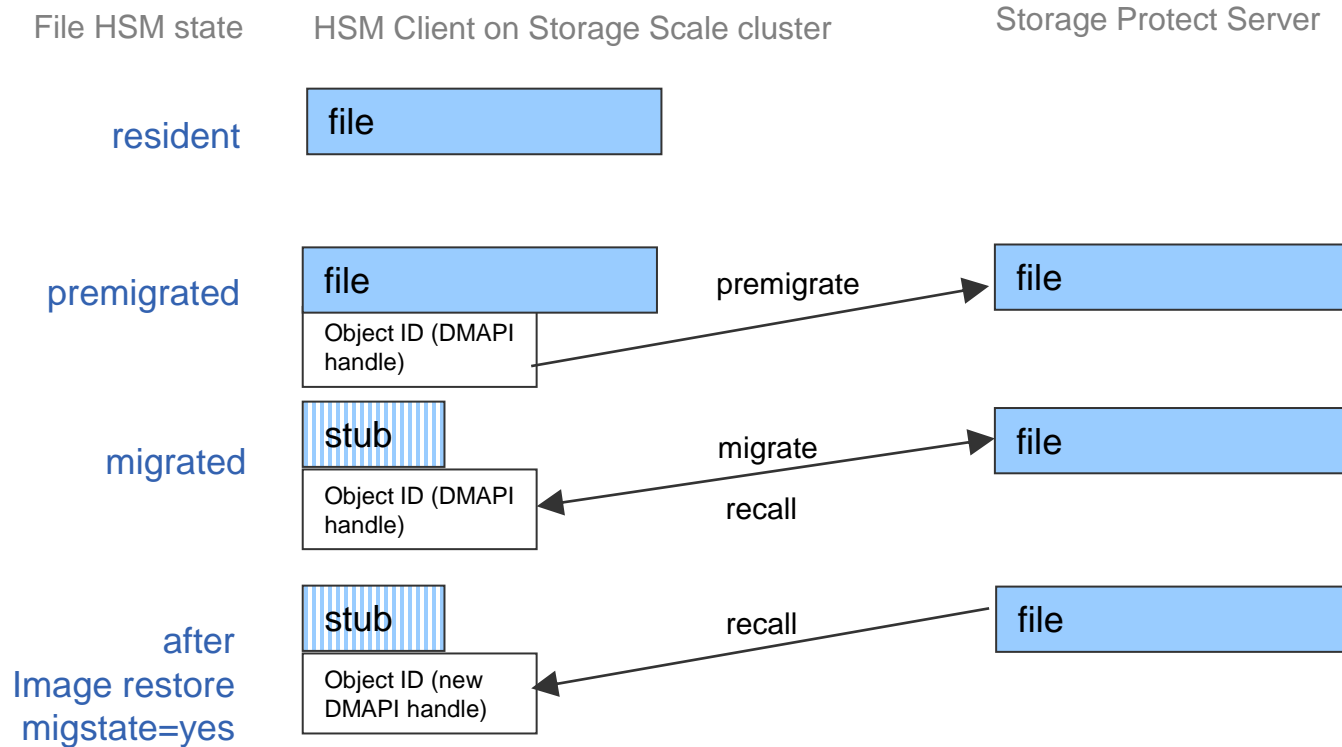 File HSM state
HSM Client on Storage Scale cluster
Storage Protect Server
resident
file
premigrated
file
Object ID (DMAPI
handle)
premigrate
file
migrated
stub
Object ID (DMAPI
handle)
migrate
recall
file
after
Image restore
migstate=yes
stub
Object ID (new
DMAPI handle)
recall
file